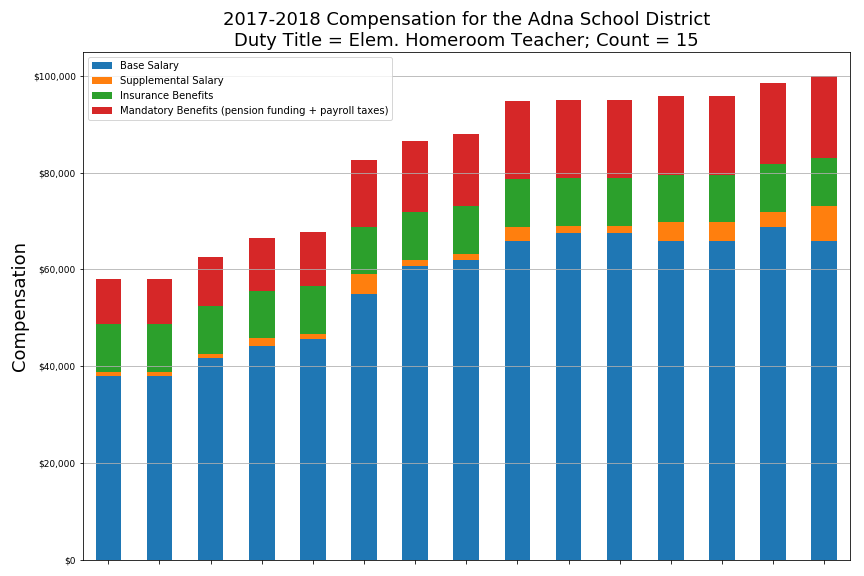 2017-2018 Compensation for the Adna School District
Duty Title = Elem. Homeroom Teacher; Count = 15
Base Salary
Supplemental Salary
Insurance Benefits
Mandatory Benefits (pension funding + payroll taxes)
$100,000
$80,000
$60,000
$40,000
$20,000
$0
Compensation